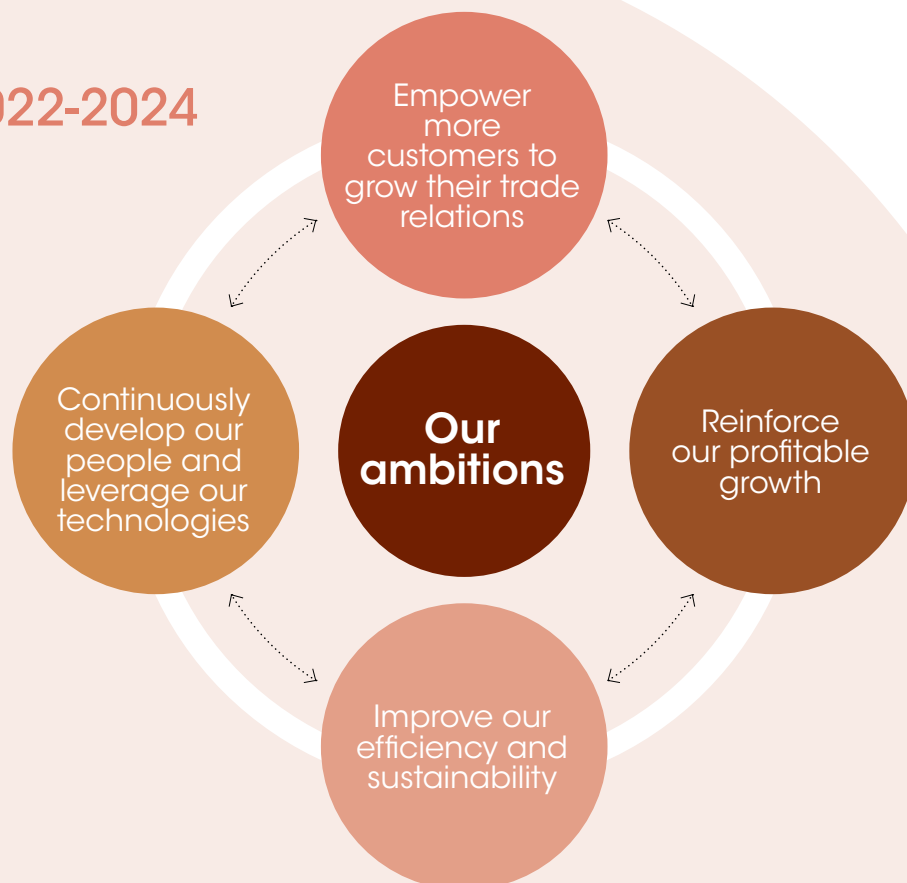 022-2024
Empower
more
customers to
grow their trade
relations
Continuously
develop our
people and
leverage our
technologies
Our
ambitions
Reinforce
our profitable
growth
Improve our
efficiency and
sustainability